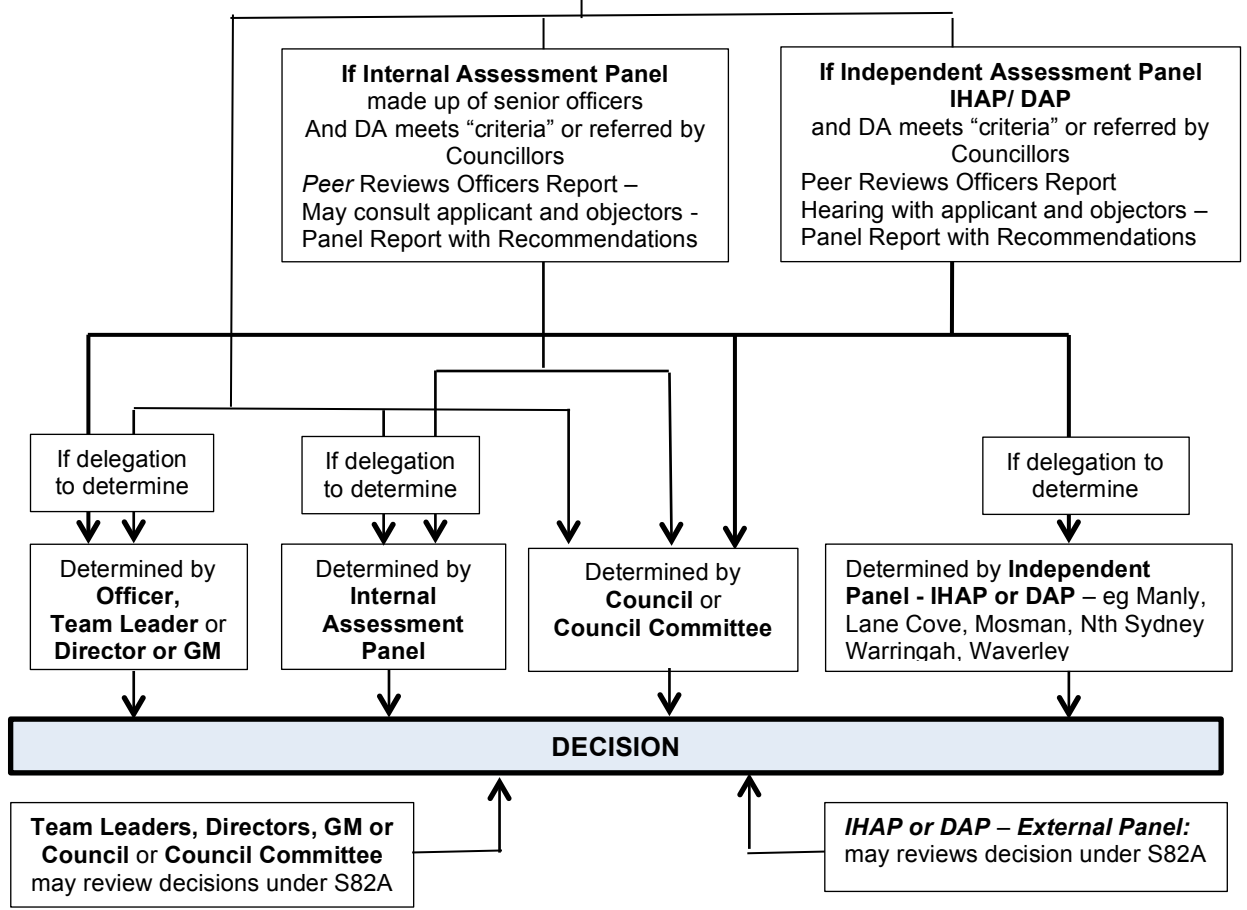 If Internal Assessment Panel
made up of senior officers
And DA meets “criteria” or referred by
Councillors
Peer Reviews Officers Report –
May consult applicant and objectors -
Panel Report with Recommendations
If Independent Assessment Panel
IHAP/ DAP
and DA meets “criteria” or referred by
Councillors
Peer Reviews Officers Report
Hearing with applicant and objectors –
Panel Report with Recommendations
If delegation
to determine
If delegation
to determine
If delegation to
determine
Determined by
Officer,
Team Leader or
Director or GM
Determined by
Internal
Assessment
Panel
Determined by
Council or
Council Committee
Determined by Independent
Panel - IHAP or DAP – eg Manly,
Lane Cove, Mosman, Nth Sydney
Warringah, Waverley
DECISION
Team Leaders, Directors, GM or
Council or Council Committee
may review decisions under S82A
IHAP or DAP – External Panel:
may reviews decision under S82A